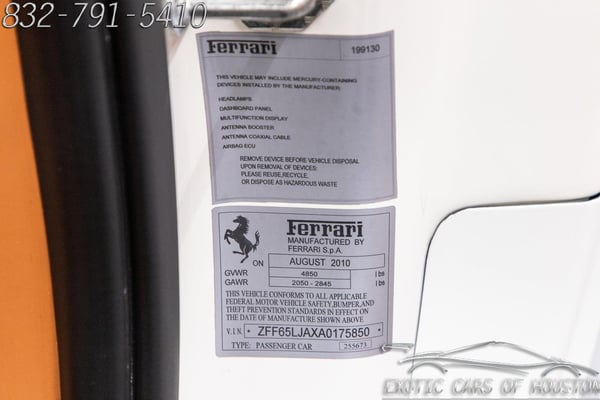 832-791-5410
Ferrari 199130
THIS VEHICLE MAY INCLUDE MERCURY-CONTAINING
DEVICES INSTALLED BY THE MANUFACTURER:
HEADLAMPS
DASHBOARD PANEL
MULTIFUNCTION DISPLAY
ANTENNA BOOSTER
ANTENNA COAXIAL CABLE
AIRBAG ECU
REMOVE DEVICE BEFORE VEHICLE DISPOSAL
UPON REMOVAL OF DEVICES:
PLEASE REUSE,RECYCLE,
OR DISPOSE AS HAZARDOUS WASTE
Ferrari
MANUFACTURED BY
FERRARI S.p.A.
ON AUGUST 2010
GVWR 4850 lbs
GAWR 2050 - 2845 lbs
THIS VEHICLE CONFORMS TO ALL APPLICABLE
FEDERAL MOTOR VEHICLE SAFETY,BUMPER,AND
THEFT PREVENTION STANDARDS IN EFFECT ON
THE DATE OF MANUFACTURE SHOWN ABOVE
V.I.N. * ZFF65LJAXA0175850 *
TYPE: PASSENGER CAR 255673
EXOTIC CARS OF HOUSTON